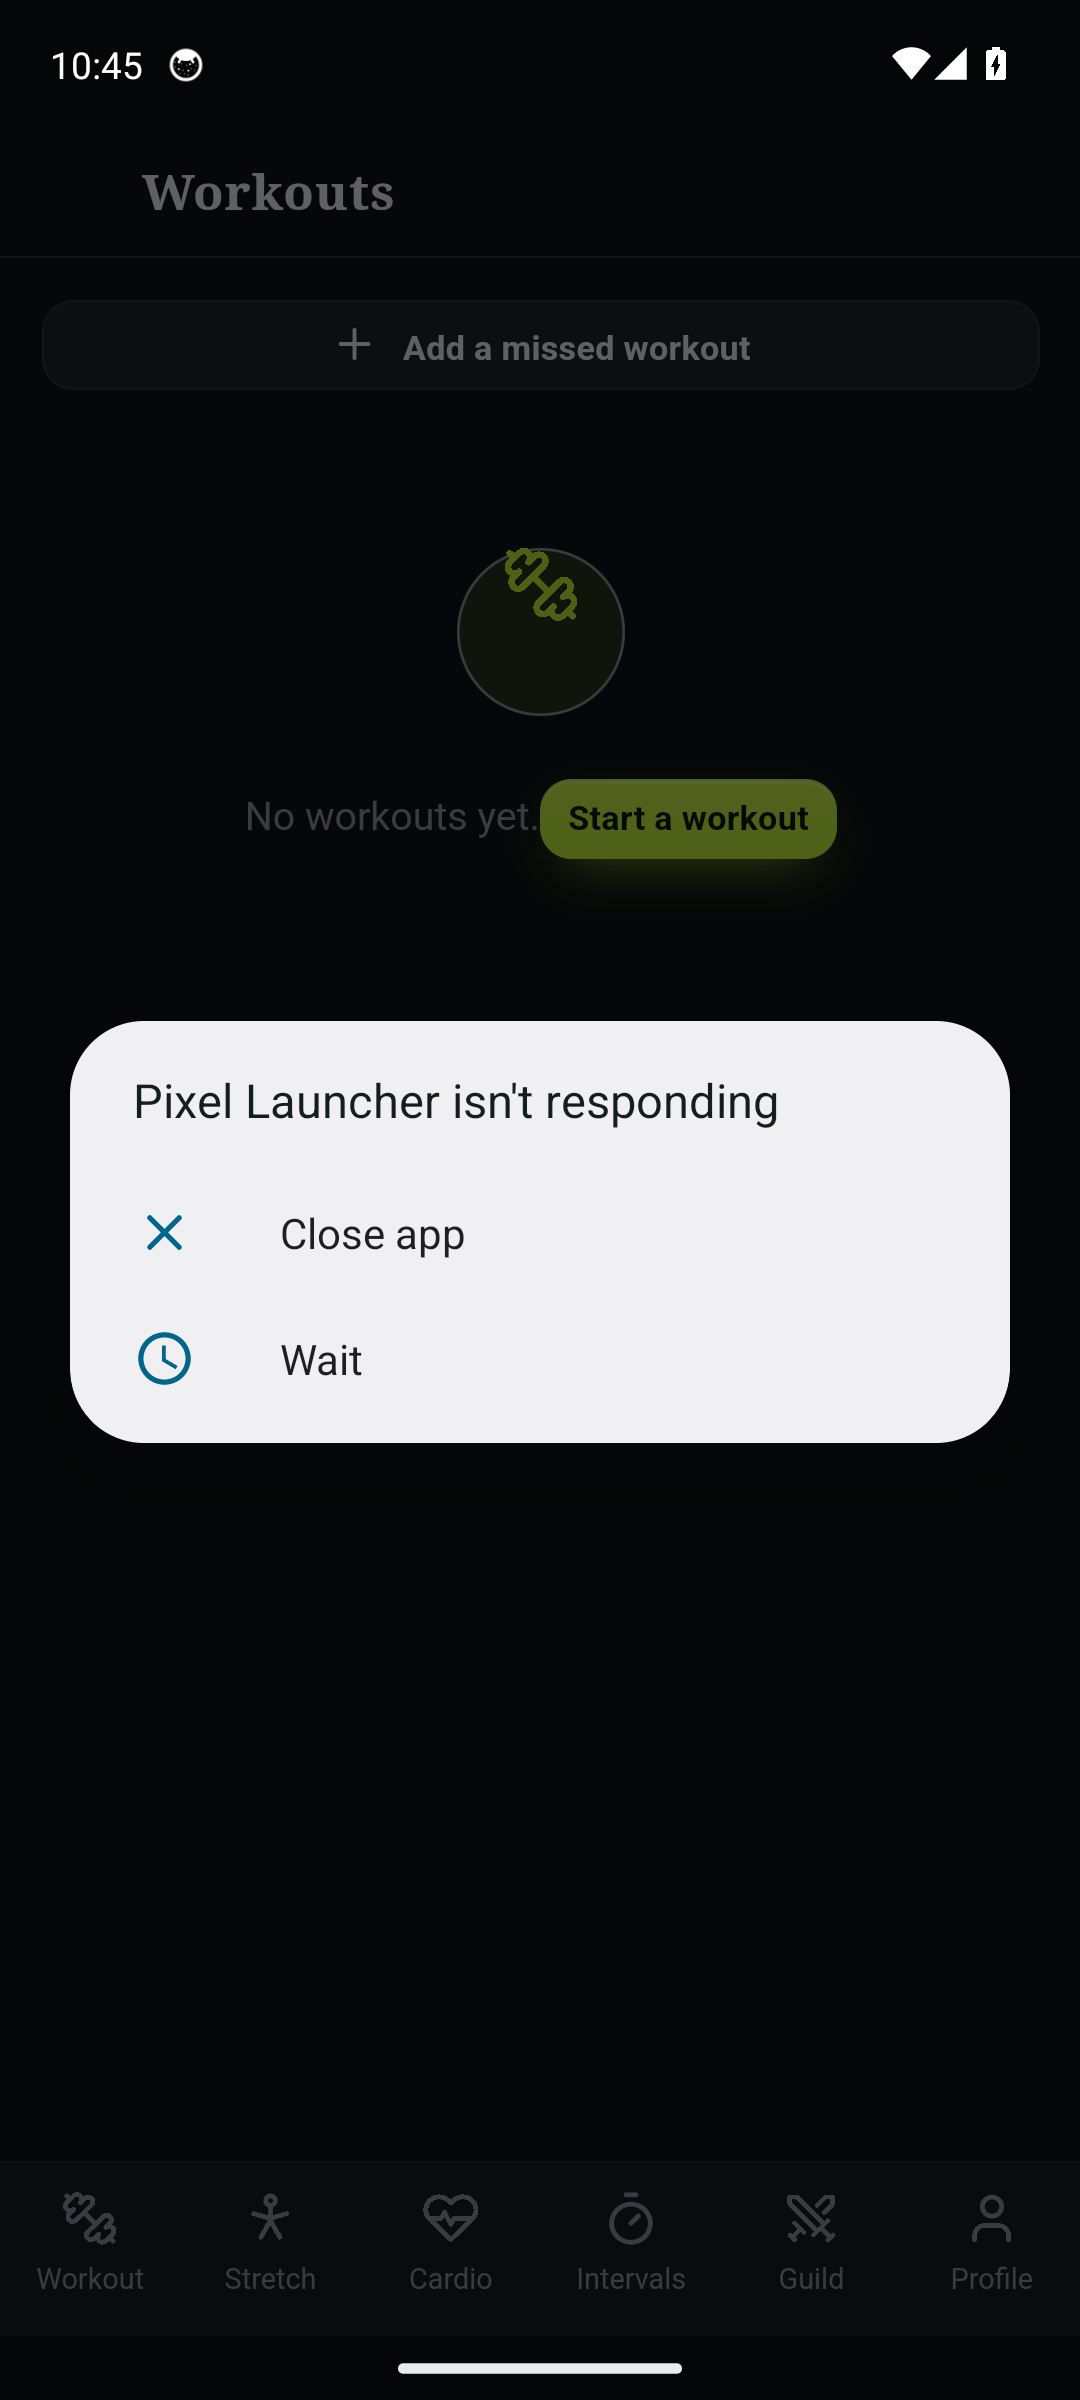 10:45
Workouts
Add a missed workout
No workouts yet.
Start a workout
Pixel Launcher isn't responding
Close app
Wait
Workout
Stretch
Cardio
Intervals
Guild
Profile